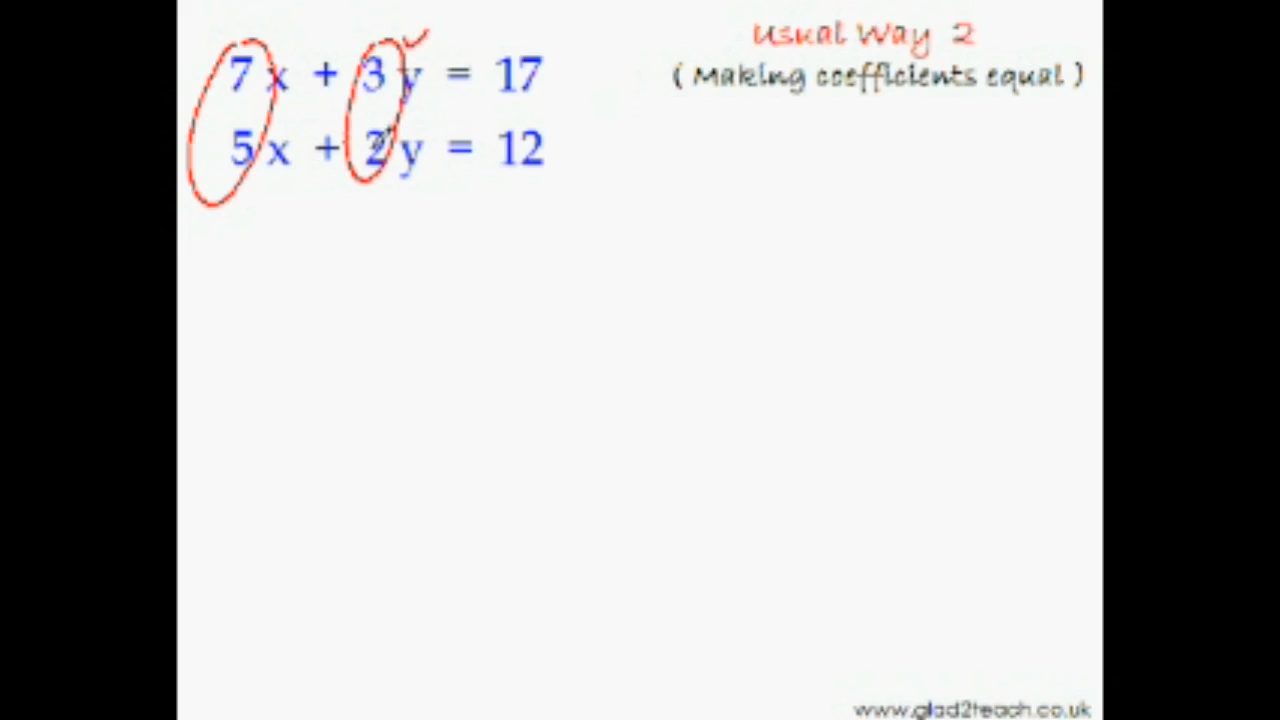 Usual Way 2
( Making coefficients equal )
7x + 3y = 17
5x + 2y = 12
www.glad2teach.co.uk